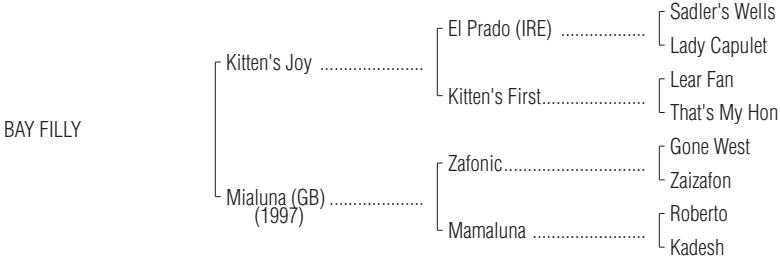 Sadler's Wells
El Prado (IRE) ...................
Lady Capulet
Kitten's Joy .......................
Lear Fan
Kitten's First.......................
That's My Hon
BAY FILLY
Gone West
Zafonic...............................
Zaizafon
Mialuna (GB) .....................
(1997)
Roberto
Mamaluna .........................
Kadesh